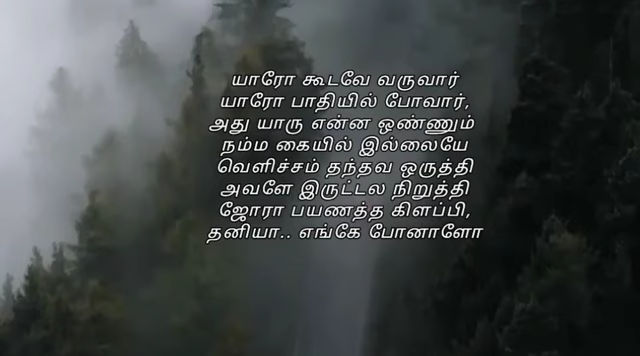 யாரோ கூடவே வருவார்
யாரோ பாதியில் போவார்,
அது யாரு என்ன ஒண்ணும்
நம்ம கையில் இல்லையே
வெளிச்சம் தந்தவ ஒருத்தி
அவளே இருட்டல நிறுத்தி
ஜோரா பயணத்த கிளப்பி,
தனியா.. எங்கே போனாளோ